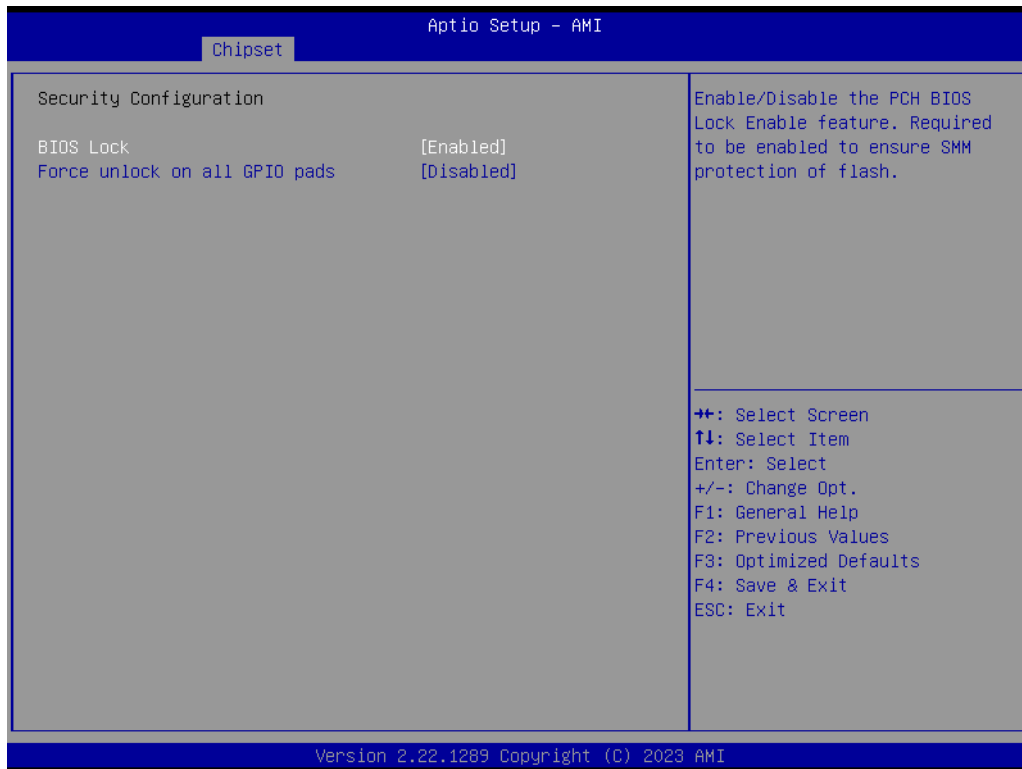 Aptio Setup – AMI
Chipset
Security Configuration
BIOS Lock [Enabled]
Force unlock on all GPIO pads [Disabled]
Enable/Disable the PCH BIOS
Lock Enable feature. Required
to be enabled to ensure SMM
protection of flash.
→←: Select Screen
↑↓: Select Item
Enter: Select
+/-: Change Opt.
F1: General Help
F2: Previous Values
F3: Optimized Defaults
F4: Save & Exit
ESC: Exit
Version 2.22.1289 Copyright (C) 2023 AMI